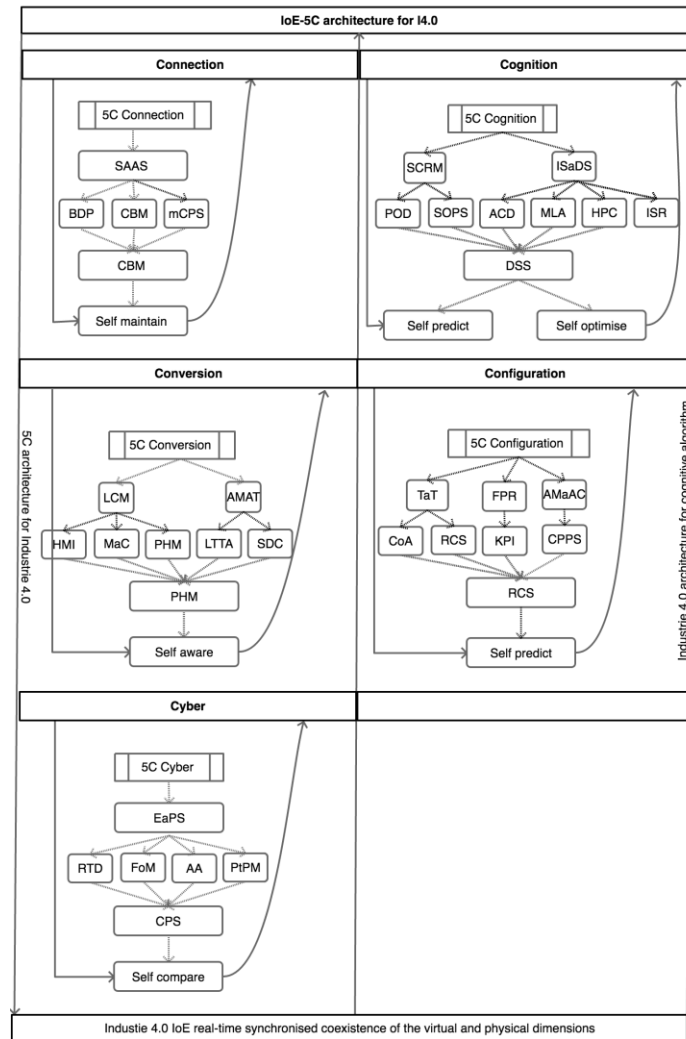 IoE-5C architecture for I4.0
Connection
5C Connection
SAAS
BDP CBM mCPS
CBM
Self maintain
Cognition
5C Cognition
SCRM ISaDS
POD SOPS ACD MLA HPC ISR
DSS
Self predict Self optimise
Conversion
5C Conversion
LCM AMAT
HMI MaC PHM LTTA SDC
PHM
Self aware
Configuration
5C Configuration
TaT FPR AMaAC
CoA RCS KPI CPPS
RCS
Self predict
Cyber
5C Cyber
EaPS
RTD FoM AA PtPM
CPS
Self compare
5C architecture for Industrie 4.0
Industrie 4.0 architecture for cognitive algorithm
Industie 4.0 IoE real-time synchronised coexistence of the virtual and physical dimensions